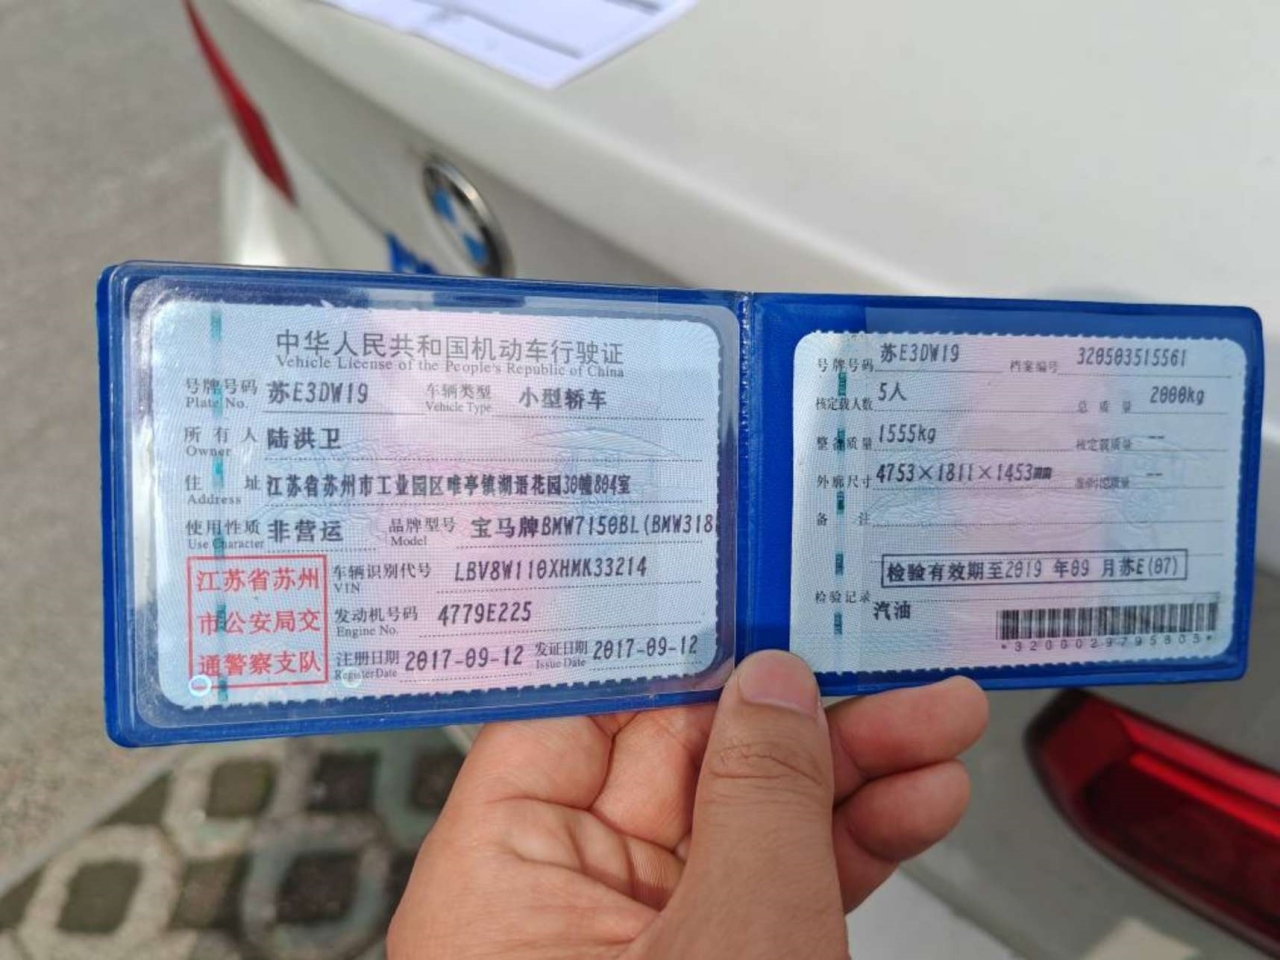 中华人民共和国机动车行驶证
Vehicle License of the People's Republic of China
号牌号码 苏E3DW19 车辆类型 小型轿车
Plate No. Vehicle Type
所有人 陆洪卫
Owner
住址 江苏省苏州市工业园区唯亭镇湖语花园30幢804室
Address
使用性质 非营运 品牌型号 宝马牌BMW7150BL(BMW318
Use Character Model
江苏省苏州
市公安局交
通警察支队
车辆识别代号 LBV8W110XHMK33214
VIN
发动机号码 4779E225
Engine No.
注册日期 2017-09-12 发证日期 2017-09-12
Register Date Issue Date
号牌号码 苏E3DW19 档案编号 320503515561
核定载人数 5人 总质量 2000kg
整备质量 1555kg 核定载质量 --
外廓尺寸 4753×1811×1453mm 准牵引总质量 --
备注
检验有效期至2019 年09 月苏E(07)
检验记录
汽油
*3200029795805*